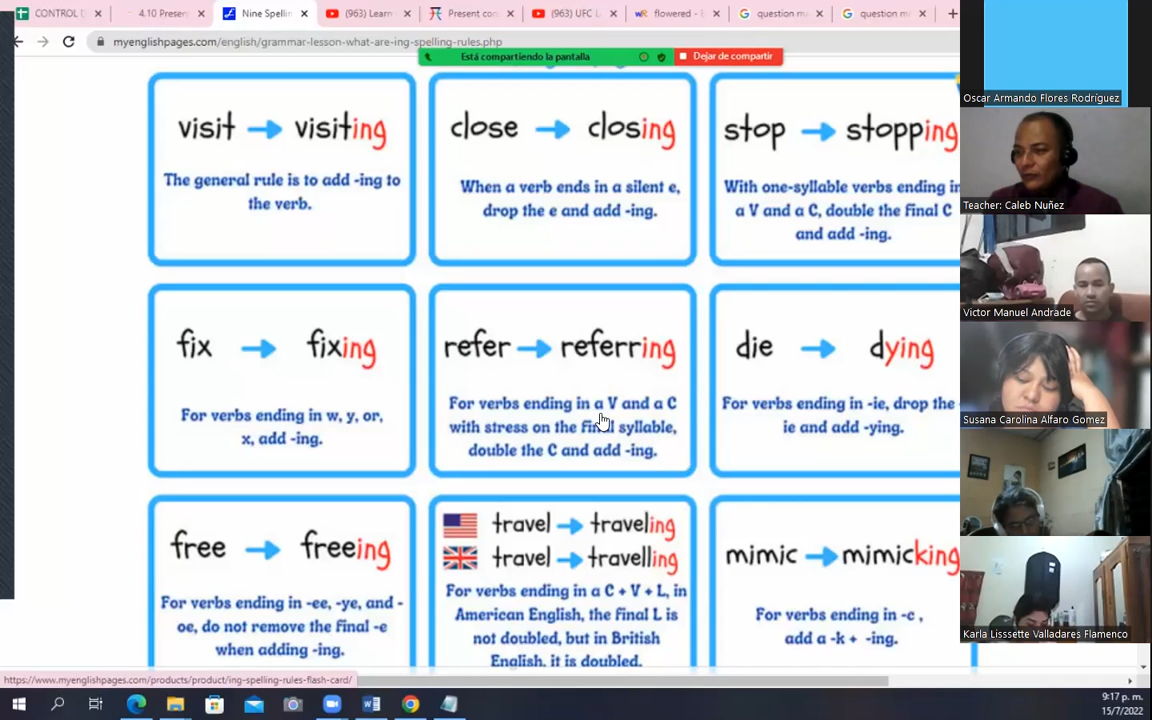 CONTROL D
4.10 Presen
Nine Spellin
(963) Learn
Present con
(963) UFC L
flowered - E
question m
question m
myenglishpages.com/english/grammar-lesson-what-are-ing-spelling-rules.php
Está compartiendo la pantalla
Dejar de compartir
visit → visiting
The general rule is to add -ing to
the verb.
close → closing
When a verb ends in a silent e,
drop the e and add -ing.
stop → stopping
With one-syllable verbs ending in
a V and a C, double the final C
and add -ing.
fix → fixing
For verbs ending in w, y, or,
x, add -ing.
refer → referring
For verbs ending in a V and a C
with stress on the final syllable,
double the C and add -ing.
die → dying
For verbs ending in -ie, drop the
ie and add -ying.
free → freeing
For verbs ending in -ee, -ye, and -
oe, do not remove the final -e
when adding -ing.
travel → traveling
travel → travelling
For verbs ending in a C + V + L, in
American English, the final L is
not doubled, but in British
English, it is doubled.
mimic → mimicking
For verbs ending in -c ,
add a -k + -ing.
Oscar Armando Flores Rodríguez
Teacher: Caleb Nuñez
Victor Manuel Andrade
Susana Carolina Alfaro Gomez
Karla Lisssette Valladares Flamenco
https://www.myenglishpages.com/products/product/ing-spelling-rules-flash-card/
9:17 p. m.
15/7/2022